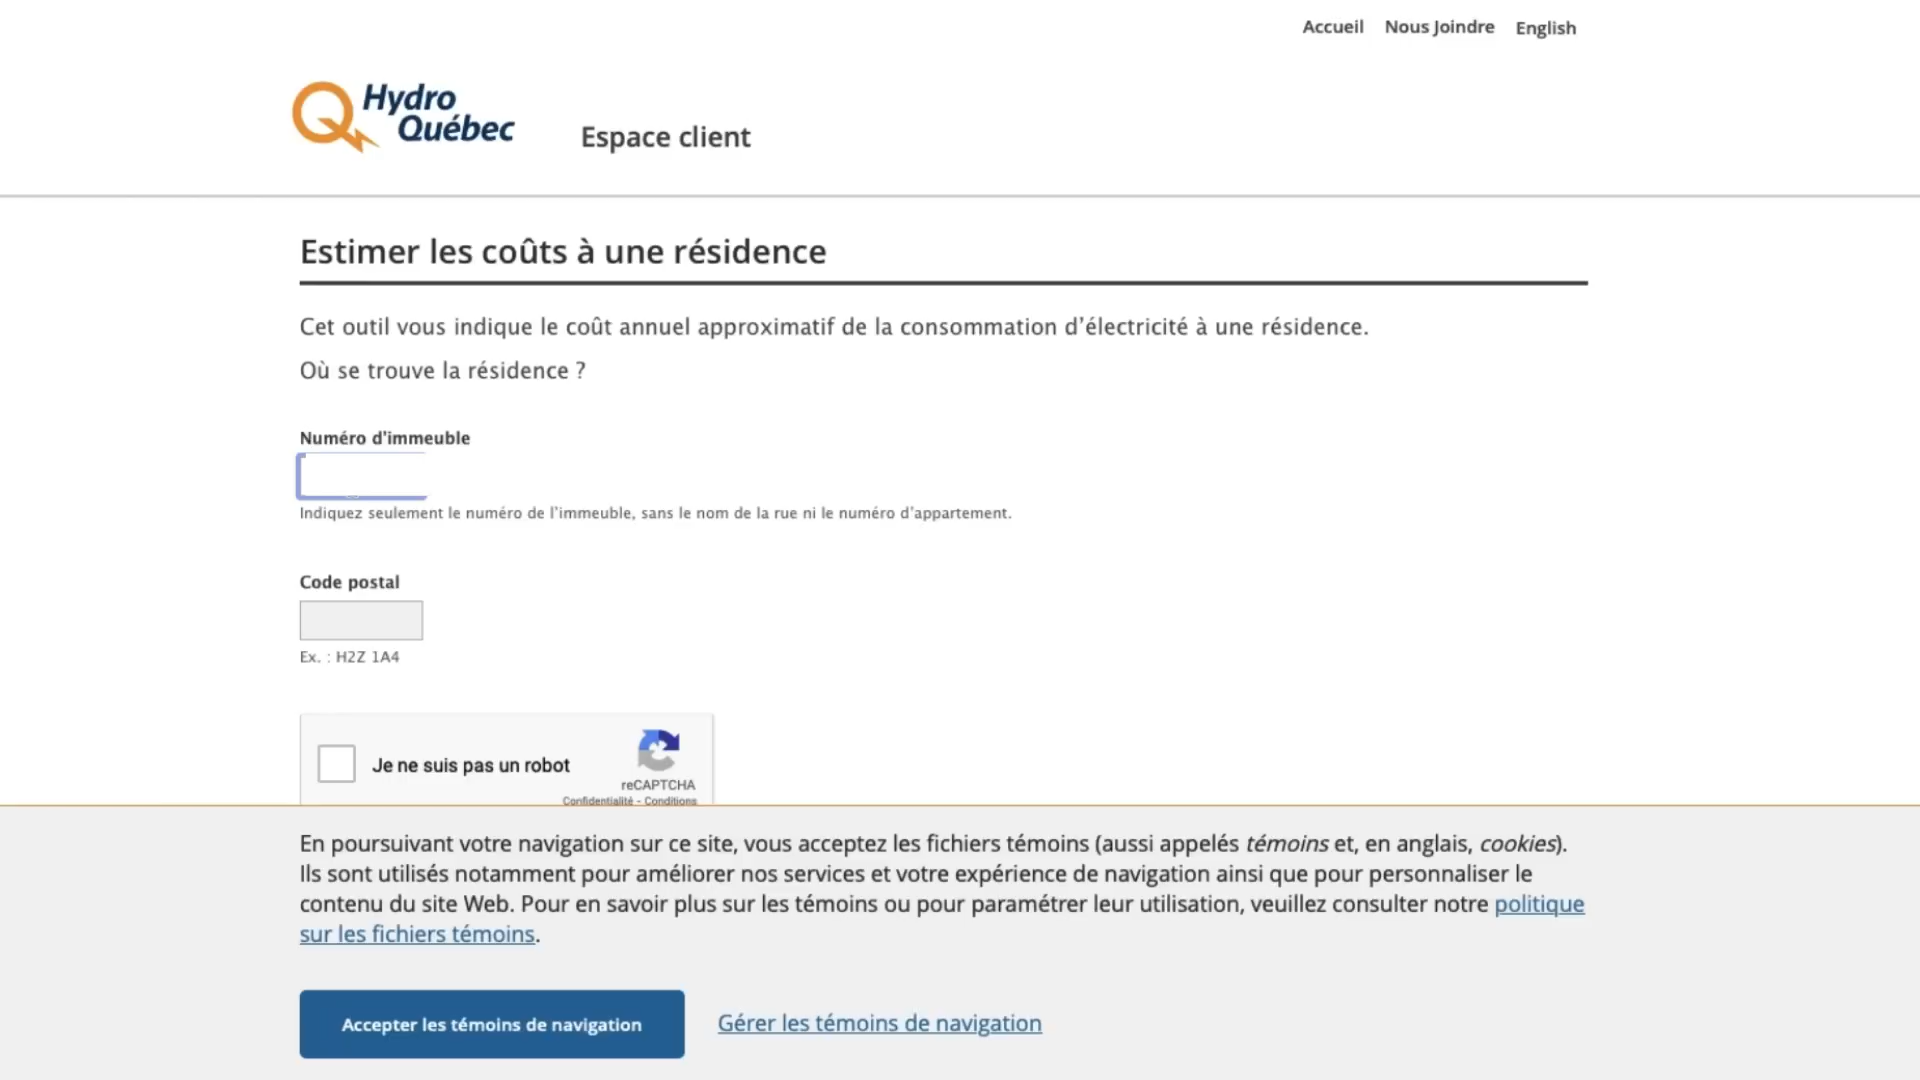 Accueil Nous Joindre English
Hydro
Québec
Espace client
Estimer les coûts à une résidence
Cet outil vous indique le coût annuel approximatif de la consommation d'électricité à une résidence.
Où se trouve la résidence ?
Numéro d'immeuble
Indiquez seulement le numéro de l'immeuble, sans le nom de la rue ni le numéro d'appartement.
Code postal
Ex. : H2Z 1A4
Je ne suis pas un robot
reCAPTCHA
Confidentialité - Conditions
En poursuivant votre navigation sur ce site, vous acceptez les fichiers témoins (aussi appelés témoins et, en anglais, cookies).
Ils sont utilisés notamment pour améliorer nos services et votre expérience de navigation ainsi que pour personnaliser le
contenu du site Web. Pour en savoir plus sur les témoins ou pour paramétrer leur utilisation, veuillez consulter notre politique
sur les fichiers témoins.
Accepter les témoins de navigation Gérer les témoins de navigation